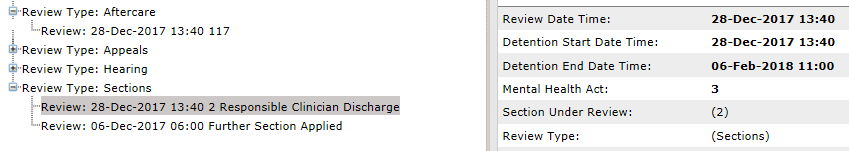 Review Type: Aftercare
Review: 28-Dec-2017 13:40 117
Review Type: Appeals
Review Type: Hearing
Review Type: Sections
Review: 28-Dec-2017 13:40 2 Responsible Clinician Discharge
Review: 06-Dec-2017 06:00 Further Section Applied
Review Date Time: 28-Dec-2017 13:40
Detention Start Date Time: 28-Dec-2017 13:40
Detention End Date Time: 06-Feb-2018 11:00
Mental Health Act: 3
Section Under Review: (2)
Review Type: (Sections)